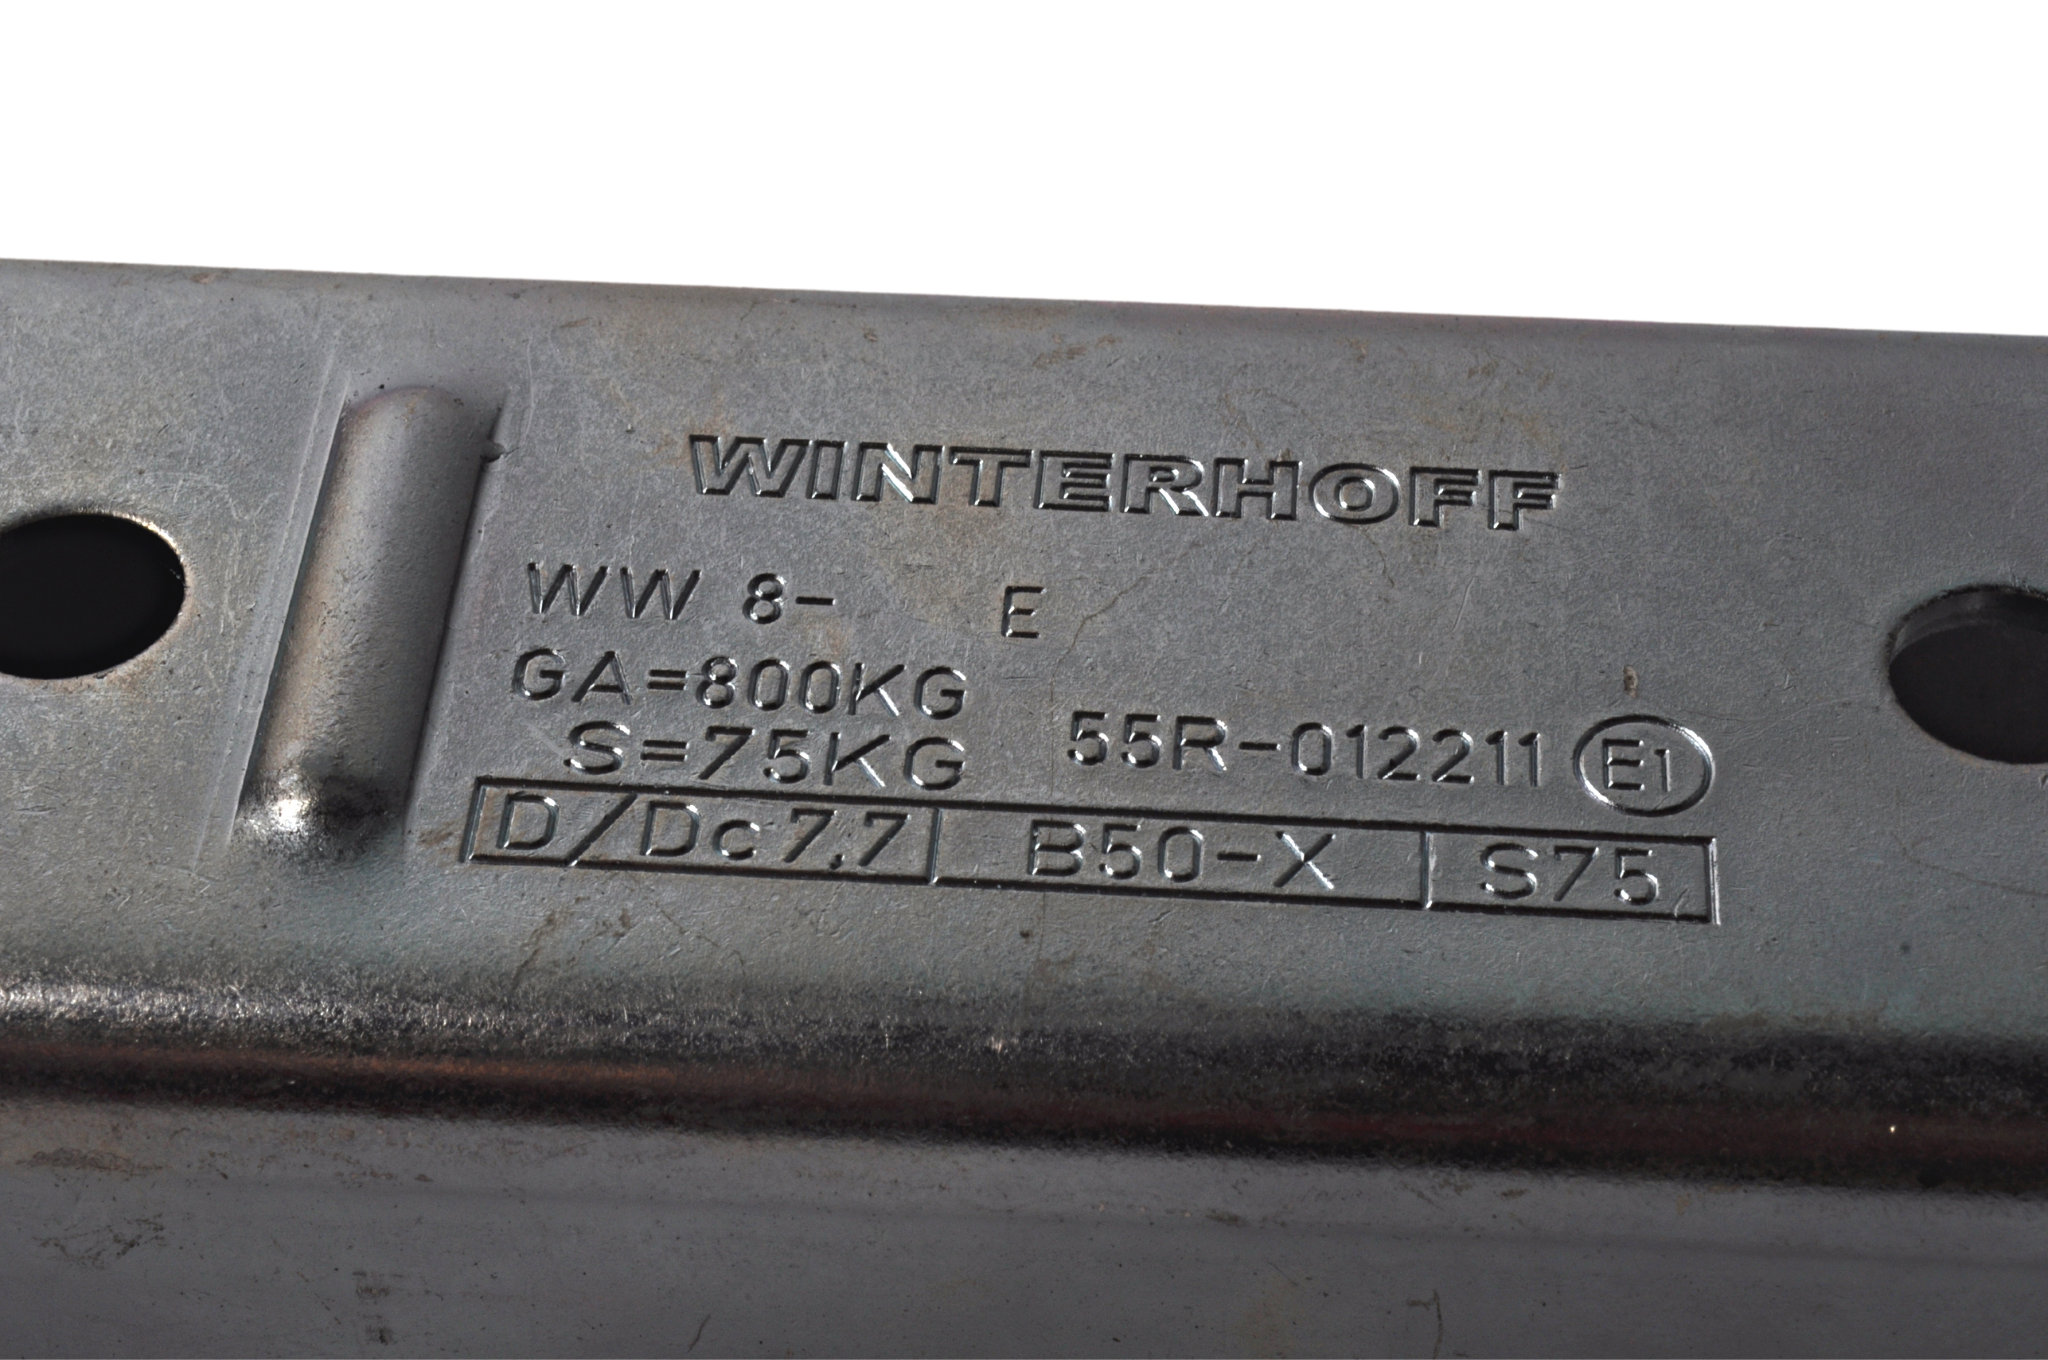 WINTERHOFF
WW 8- E
GA=800KG
S=75KG 55R-012211 E1
D/Dc7.7 B50-X S75